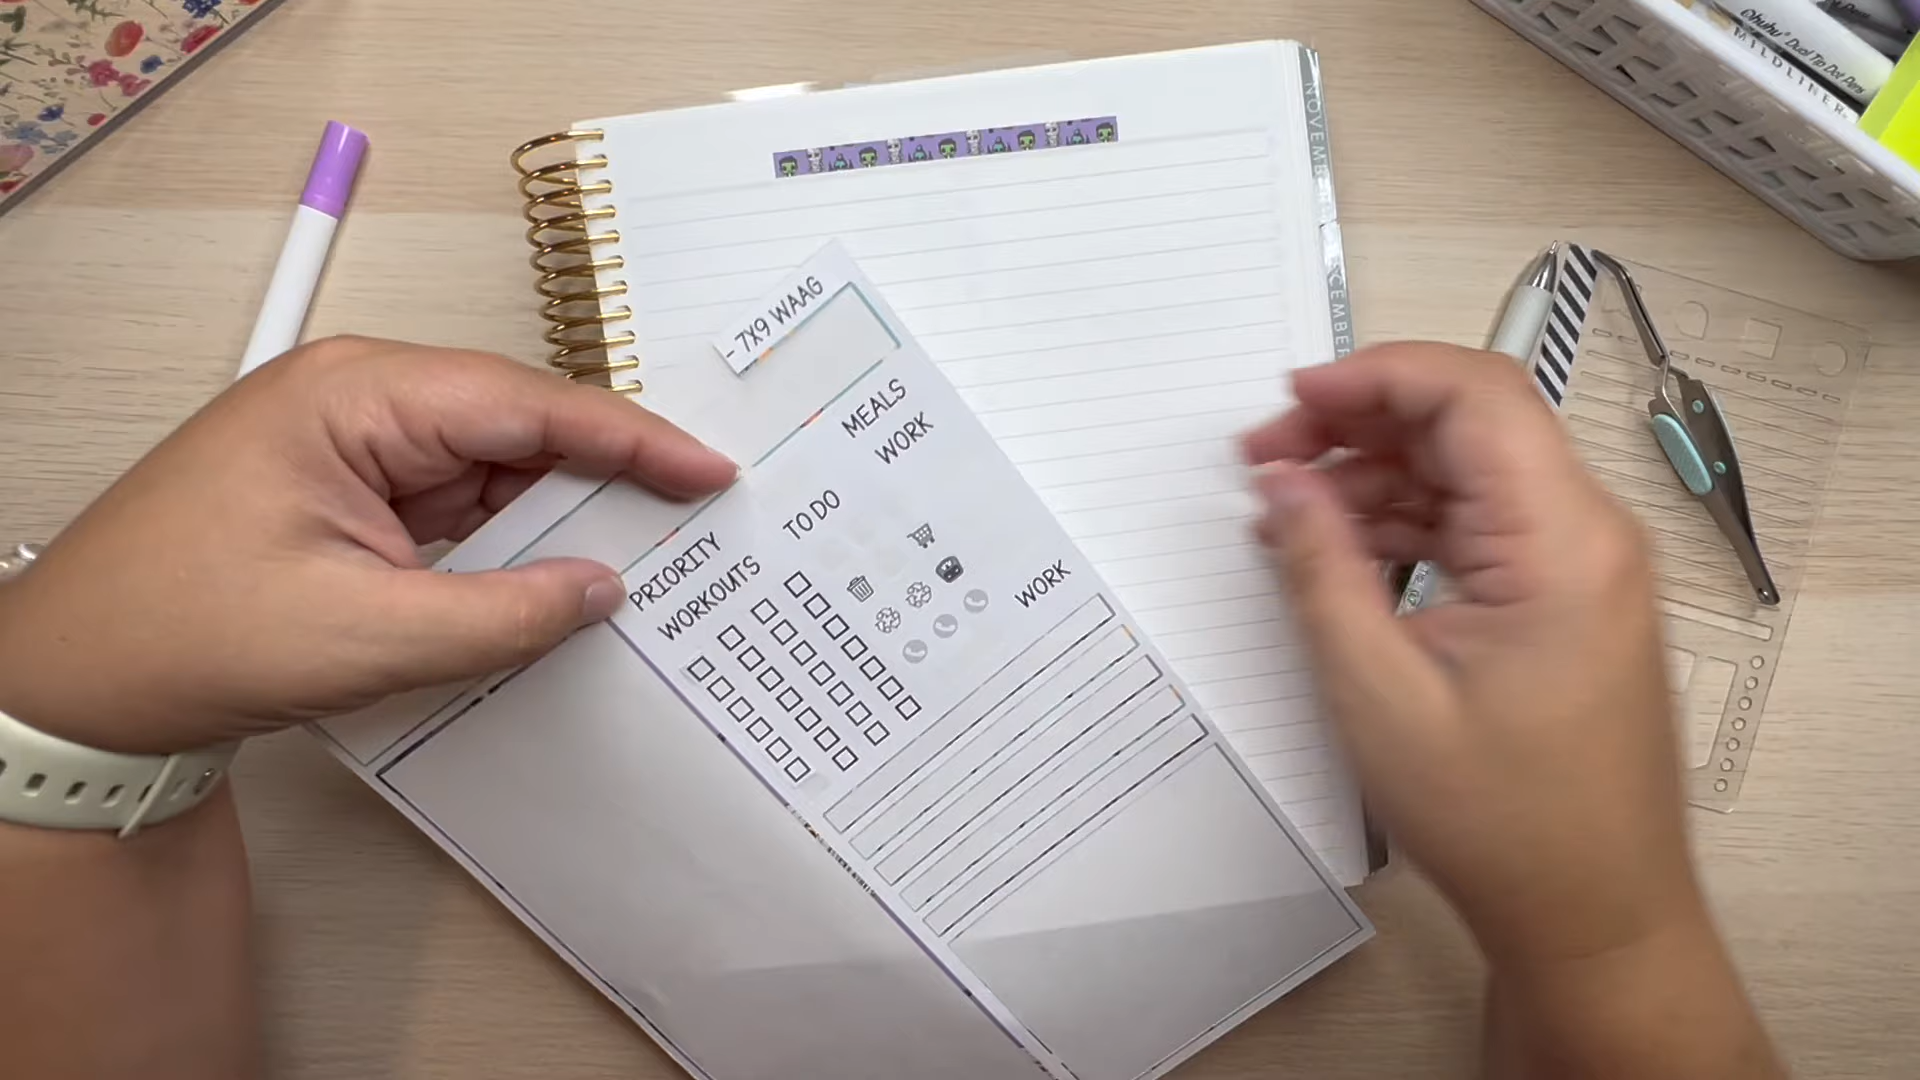 Ohuhu Dual Tip Dot Pens
MILDLINER
NOVEMBER
DECEMBER
- 7X9 WAAG
MEALS
WORK
TO DO
PRIORITY
WORKOUTS
WORK